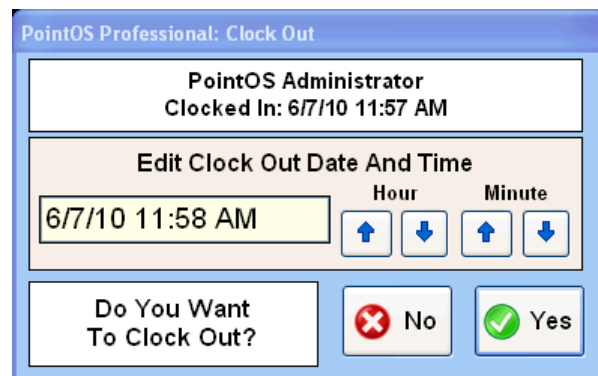 PointOS Professional: Clock Out
PointOS Administrator
Clocked In: 6/7/10 11:57 AM
Edit Clock Out Date And Time
Hour Minute
6/7/10 11:58 AM
Do You Want
To Clock Out?
No
Yes